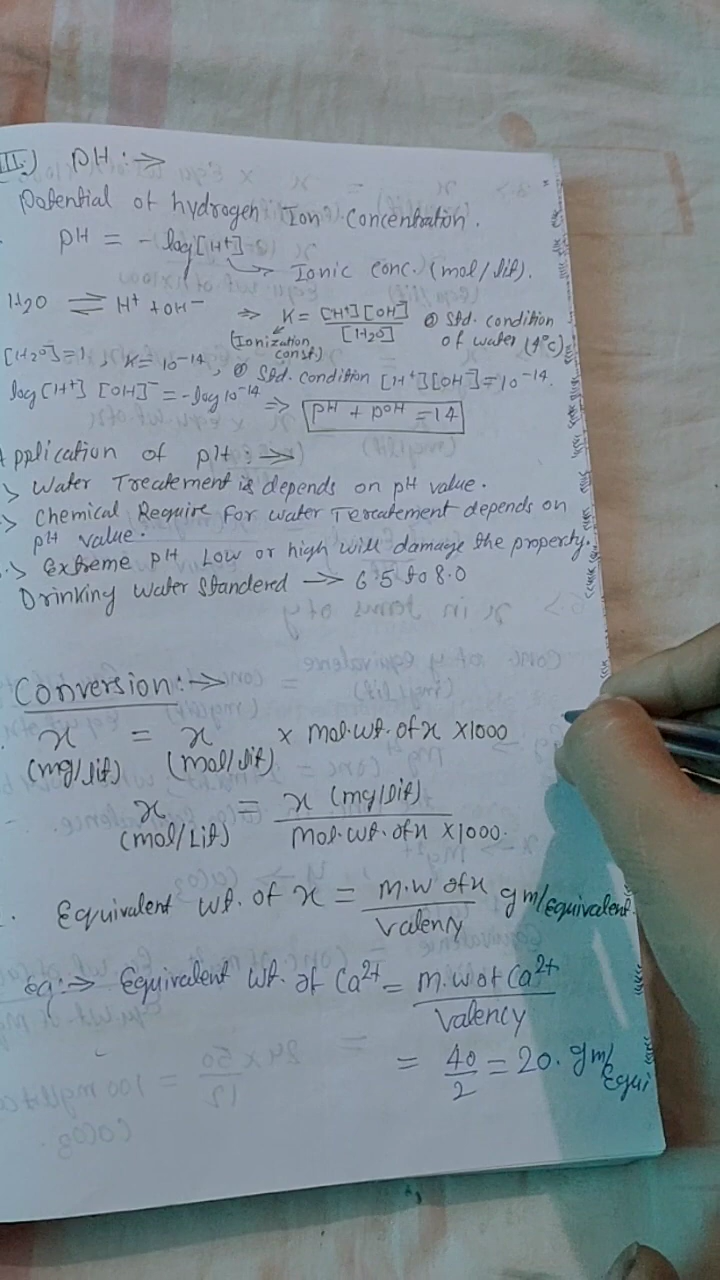 III.) pH :→
Potential of hydrogen Ion Concentration.
pH = - log[H+] → Ionic Conc. (mol/lit).
H2O ⇌ H+ + OH- ⇒ K = [H+][OH-] / [H2O] @ Std. condition
(Ionization const.) of water (4°C)
[H2O]=1, K= 10-14, @ Std. condition [H+][OH-]=10-14.
log [H+] [OH]- = -log 10-14 ⇒ pH + pOH = 14
Application of pH :→
> Water Treatement is depends on pH value.
> Chemical Require For water Tereatement depends on
pH value.
> Extreme pH Low or high will damage the property.
Drinking Water Standered → 6.5 to 8.0
Conversion :→
x = x × mol.wt. of x ×1000
(mg/lit) (mol/lit)
x = x (mg/lit)
(mol/Lit) mol.wt. of x ×1000.
Equivalent wt. of x = m.w of x / Valency gm/equivalent.
Eg :→ Equivalent wt. of Ca2+ = m.w of Ca2+ / Valency
= 40/2 = 20. gm/Equi